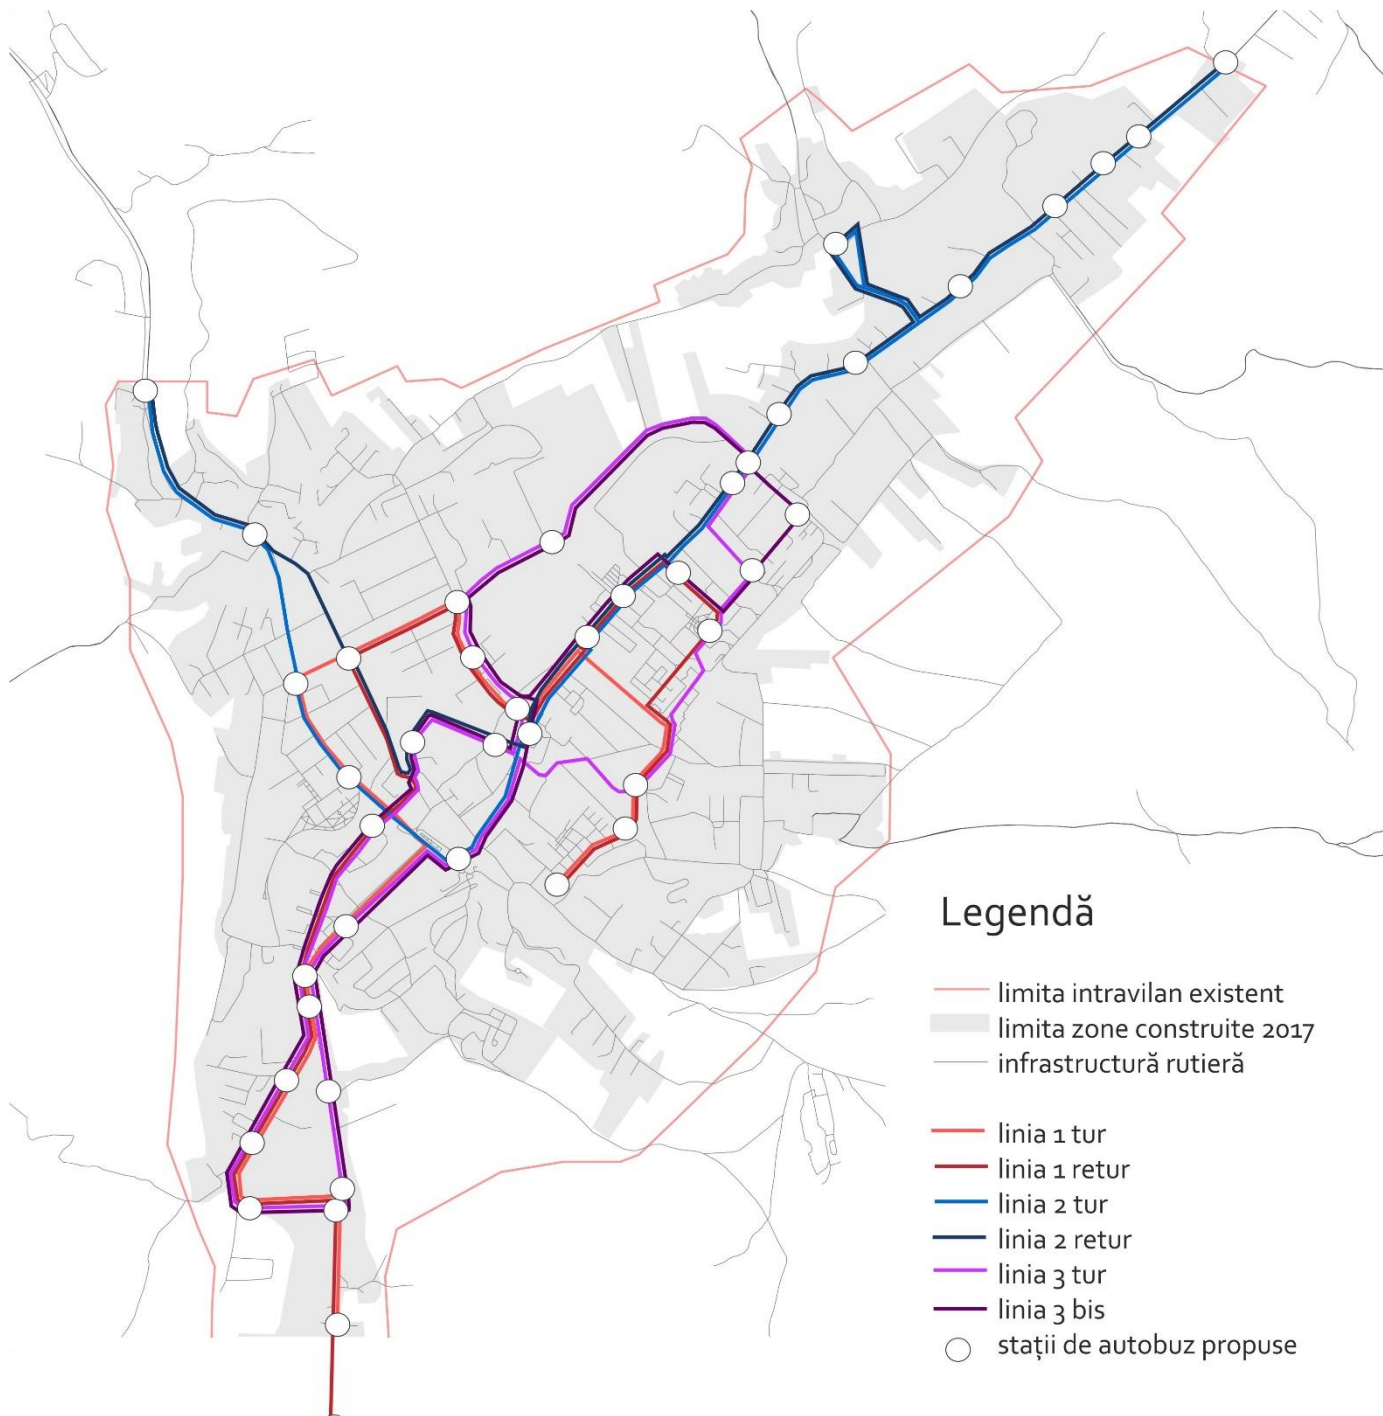 Legendă
limita intravilan existent
limita zone construite 2017
infrastructură rutieră
linia 1 tur
linia 1 retur
linia 2 tur
linia 2 retur
linia 3 tur
linia 3 bis
stații de autobuz propuse